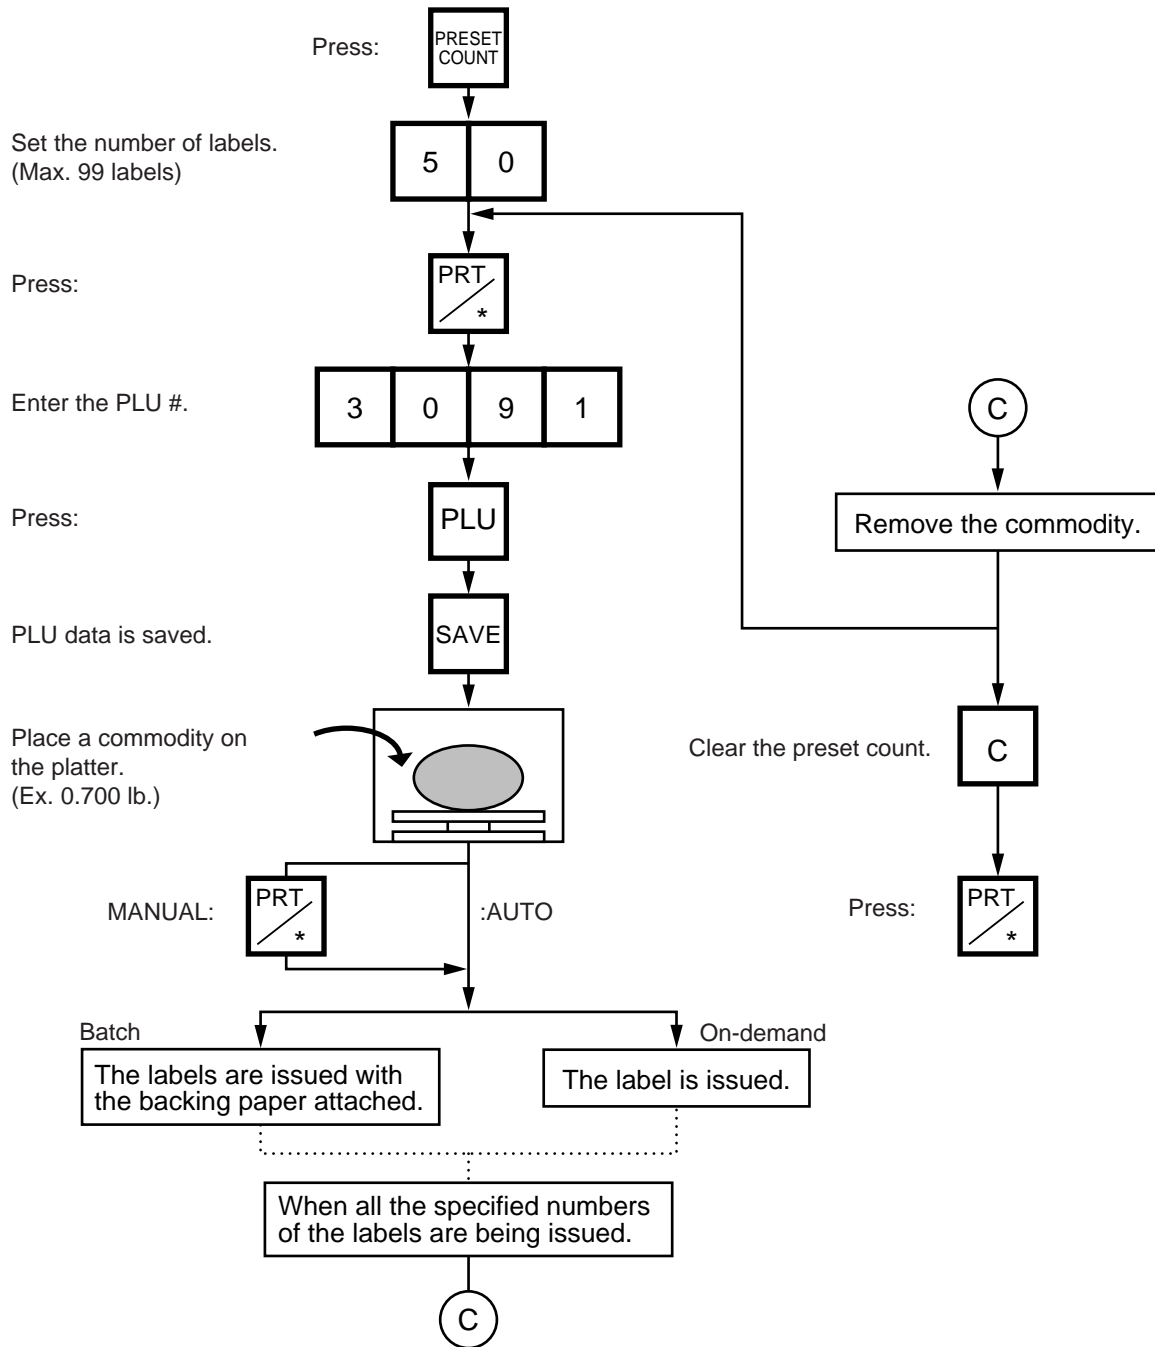 Press:
PRESET
COUNT
Set the number of labels.
(Max. 99 labels)
5 0
Press:
PRT
*
Enter the PLU #.
3 0 9 1
Press:
PLU
PLU data is saved.
SAVE
Place a commodity on
the platter.
(Ex. 0.700 lb.)
MANUAL:
PRT
*
:AUTO
Batch
The labels are issued with
the backing paper attached.
On-demand
The label is issued.
When all the specified numbers
of the labels are being issued.
C
C
Remove the commodity.
Clear the preset count.
C
Press:
PRT
*